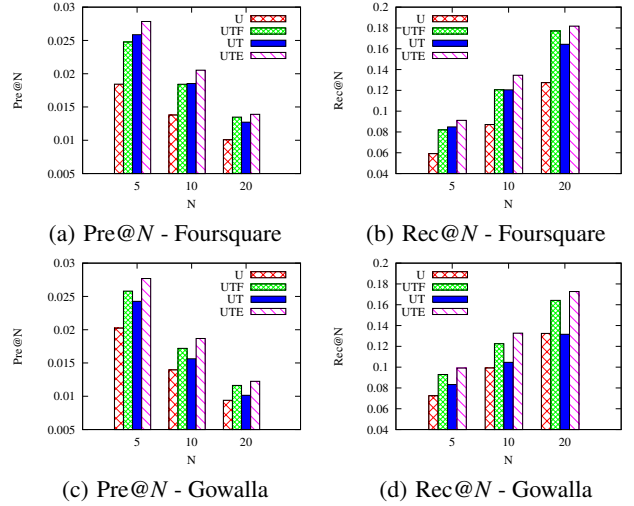 0.03
0.025
0.02
0.015
0.01
0.005
Pre@N
5
10
20
N
U
UTF
UT
UTE
(a) Pre@N - Foursquare
0.2
0.18
0.16
0.14
0.12
0.1
0.08
0.06
0.04
Rec@N
5
10
20
N
U
UTF
UT
UTE
(b) Rec@N - Foursquare
0.03
0.025
0.02
0.015
0.01
0.005
Pre@N
5
10
20
N
U
UTF
UT
UTE
(c) Pre@N - Gowalla
0.2
0.18
0.16
0.14
0.12
0.1
0.08
0.06
0.04
Rec@N
5
10
20
N
U
UTF
UT
UTE
(d) Rec@N - Gowalla